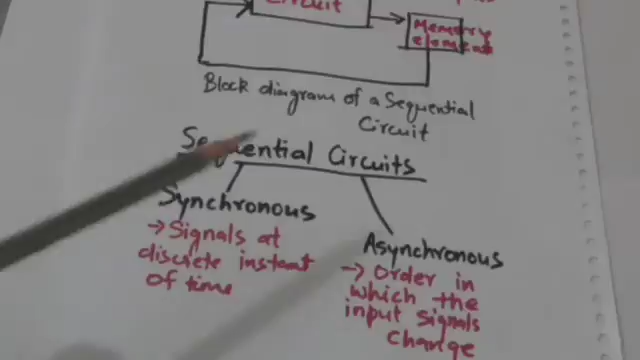 Circuit
Memory
element
Block diagram of a Sequential
Circuit
Sequential Circuits
Synchronous
→ Signals at
discrete instant
of time
Asynchronous
→ Order in
which the
input signals
change